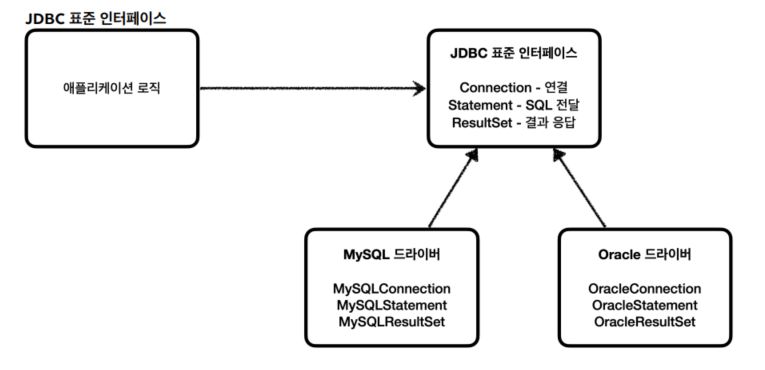 JDBC 표준 인터페이스
애플리케이션 로직
JDBC 표준 인터페이스
Connection - 연결
Statement - SQL 전달
ResultSet - 결과 응답
MySQL 드라이버
MySQLConnection
MySQLStatement
MySQLResultSet
Oracle 드라이버
OracleConnection
OracleStatement
OracleResultSet